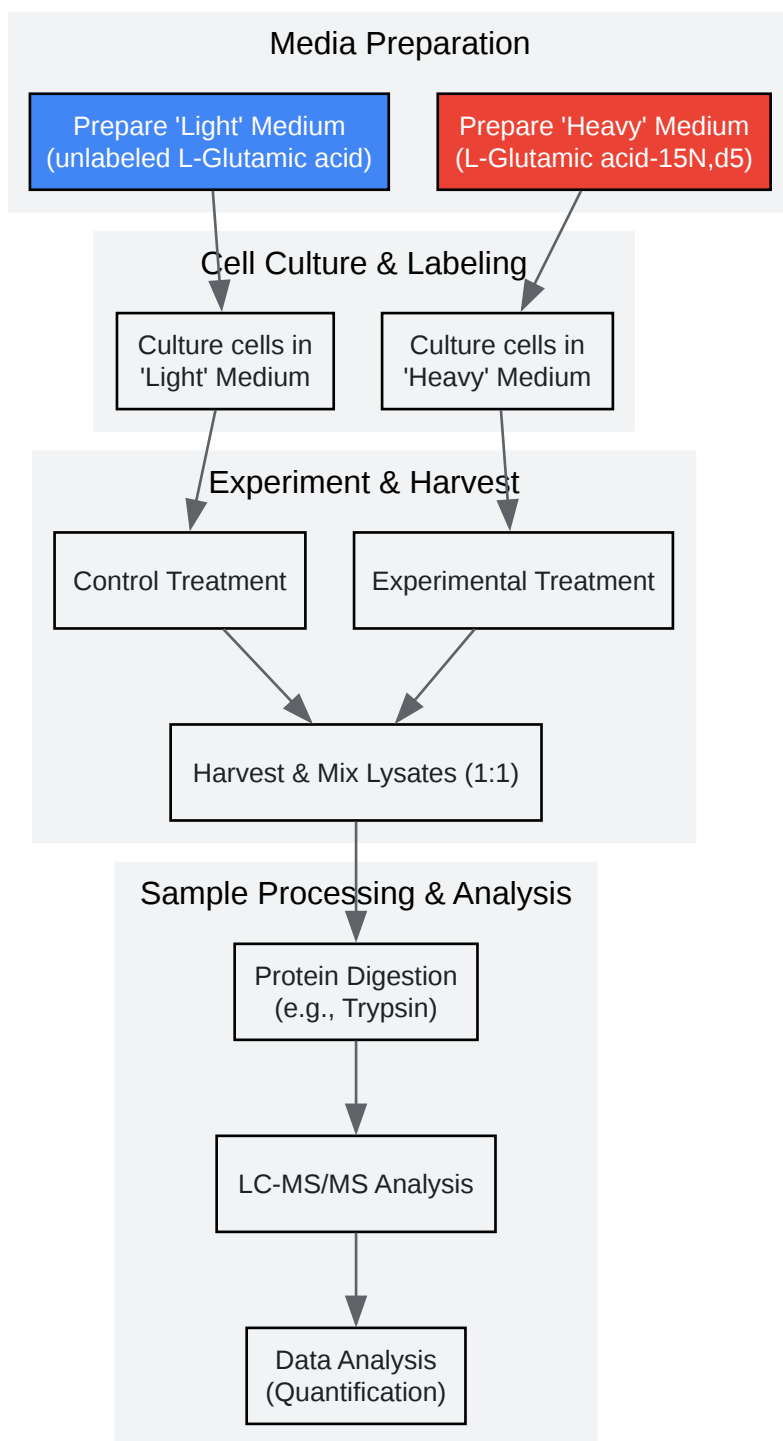 Media Preparation
Prepare 'Light' Medium
(unlabeled L-Glutamic acid)
Prepare 'Heavy' Medium
(L-Glutamic acid-15N,d5)
Cell Culture & Labeling
Culture cells in
'Light' Medium
Culture cells in
'Heavy' Medium
Experiment & Harvest
Control Treatment
Experimental Treatment
Harvest & Mix Lysates (1:1)
Sample Processing & Analysis
Protein Digestion
(e.g., Trypsin)
LC-MS/MS Analysis
Data Analysis
(Quantification)